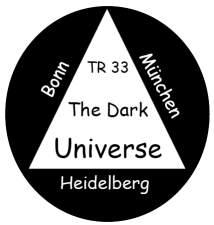 Bonn
München
TR 33
The Dark
Universe
Heidelberg